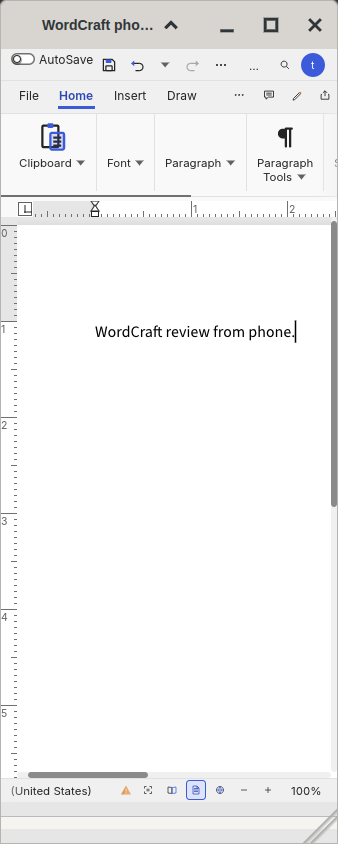 WordCraft pho...
AutoSave
...
t
File Home Insert Draw
Clipboard Font Paragraph Paragraph Tools
L
1 2
0
1
WordCraft review from phone.
2
3
4
5
(United States) 100%